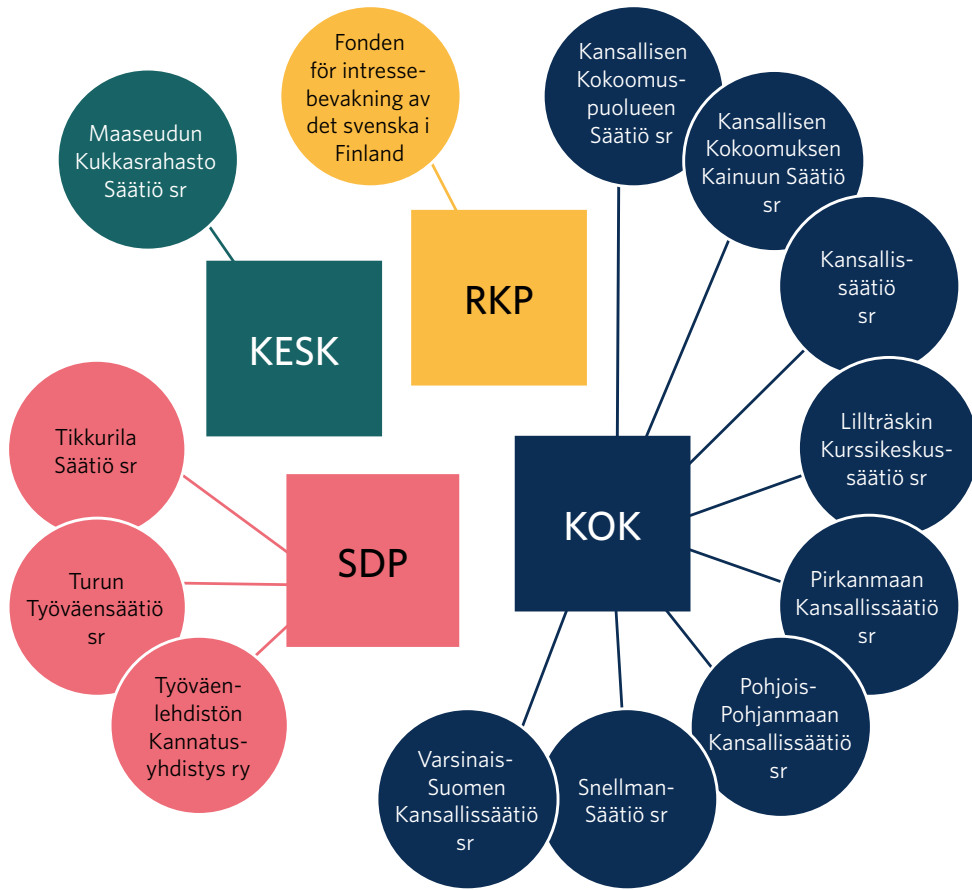 Fonden
för intresse-
bevakning av
det svenska i
Finland
Kansallisen
Kokoomus-
puolueen
Säätiö sr
Kansallisen
Kokoomuksen
Kainuun Säätiö
sr
Maaseudun
Kukkasrahasto
Säätiö sr
Kansallis-
säätiö
sr
RKP
KESK
Tikkurila
Säätiö sr
Lillträskin
Kurssikeskus-
säätiö sr
KOK
SDP
Turun
Työväensäätiö
sr
Pirkanmaan
Kansallissäätiö
sr
Työväen-
lehdistön
Kannatus-
yhdistys ry
Pohjois-
Pohjanmaan
Kansallissäätiö
sr
Varsinais-
Suomen
Kansallissäätiö
sr
Snellman-
Säätiö sr